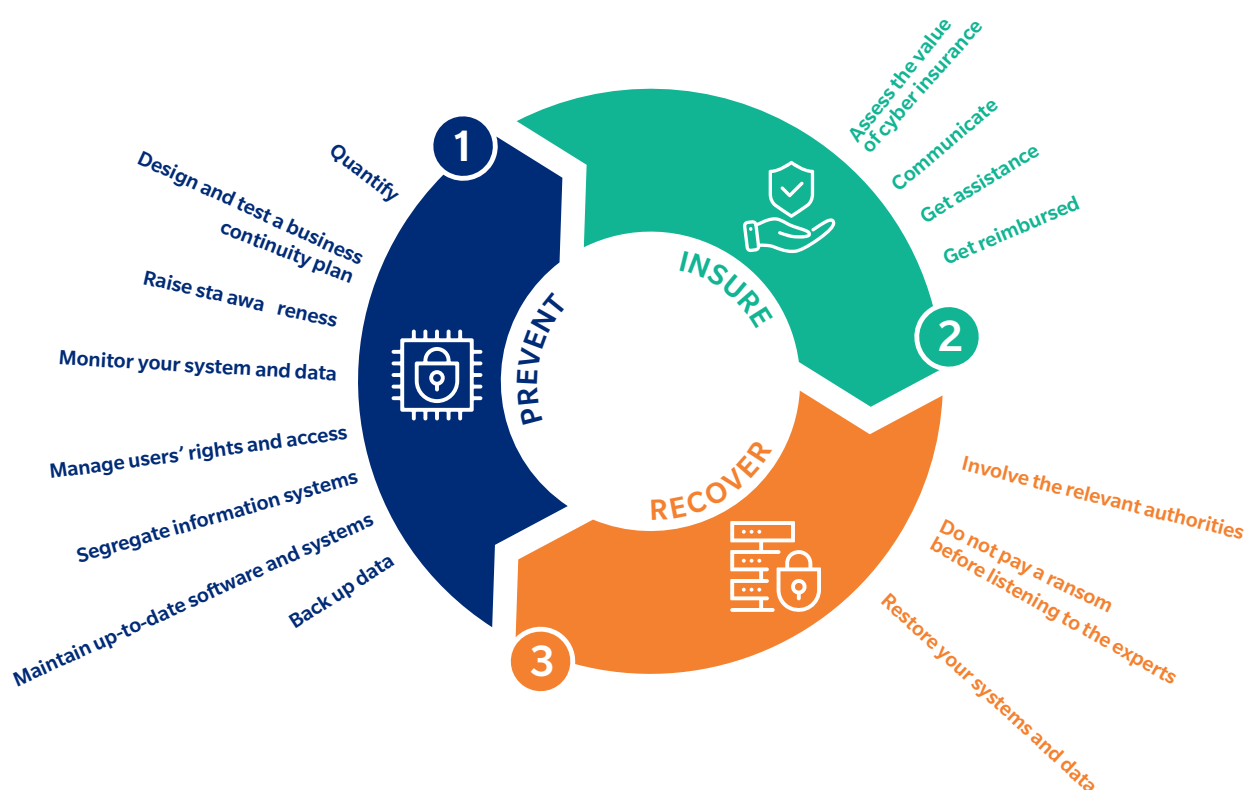 1
PREVENT
Quantify
Design and test a business
continuity plan
Raise sta awa reness
Monitor your system and data
Manage users’ rights and access
Segregate information systems
Maintain up-to-date software and systems
Back up data
2
INSURE
Assess the value
of cyber insurance
Communicate
Get assistance
Get reimbursed
3
RECOVER
Involve the relevant authorities
Do not pay a ransom
before listening to the experts
Restore your systems and data